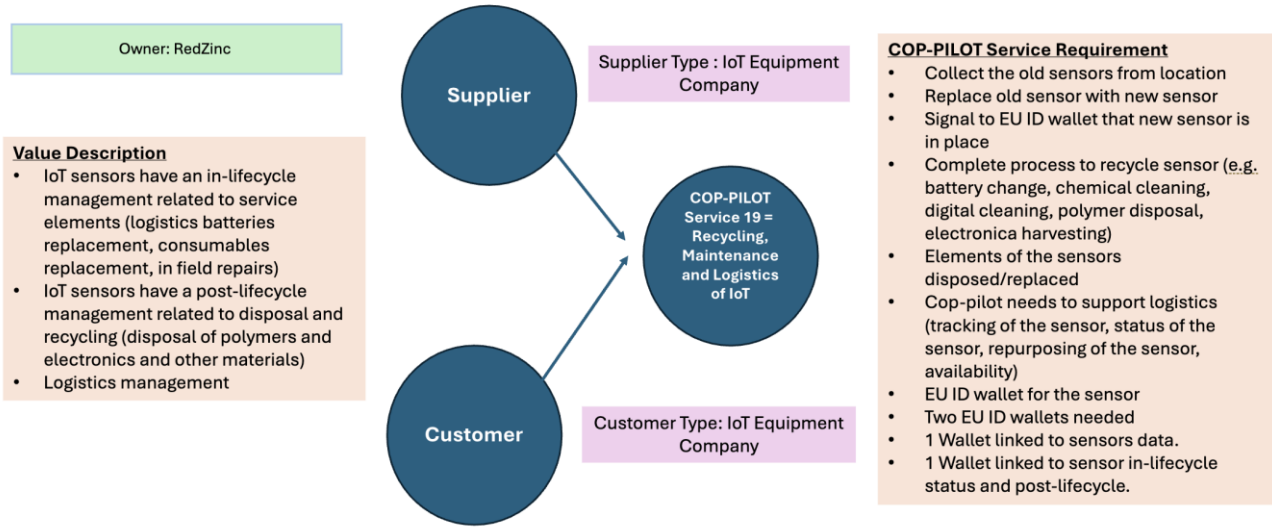 Owner: RedZinc
Value Description
• IoT sensors have an in-lifecycle
management related to service
elements (logistics batteries
replacement, consumables
replacement, in field repairs)
• IoT sensors have a post-lifecycle
management related to disposal and
recycling (disposal of polymers and
electronics and other materials)
• Logistics management
Supplier
Supplier Type : IoT Equipment
Company
COP-PILOT
Service 19 =
Recycling,
Maintenance
and Logistics
of IoT
Customer
Customer Type: IoT Equipment
Company
COP-PILOT Service Requirement
• Collect the old sensors from location
• Replace old sensor with new sensor
• Signal to EU ID wallet that new sensor is
in place
• Complete process to recycle sensor (e.g.
battery change, chemical cleaning,
digital cleaning, polymer disposal,
electronica harvesting)
• Elements of the sensors
disposed/replaced
• Cop-pilot needs to support logistics
(tracking of the sensor, status of the
sensor, repurposing of the sensor,
availability)
• EU ID wallet for the sensor
• Two EU ID wallets needed
• 1 Wallet linked to sensors data.
• 1 Wallet linked to sensor in-lifecycle
status and post-lifecycle.